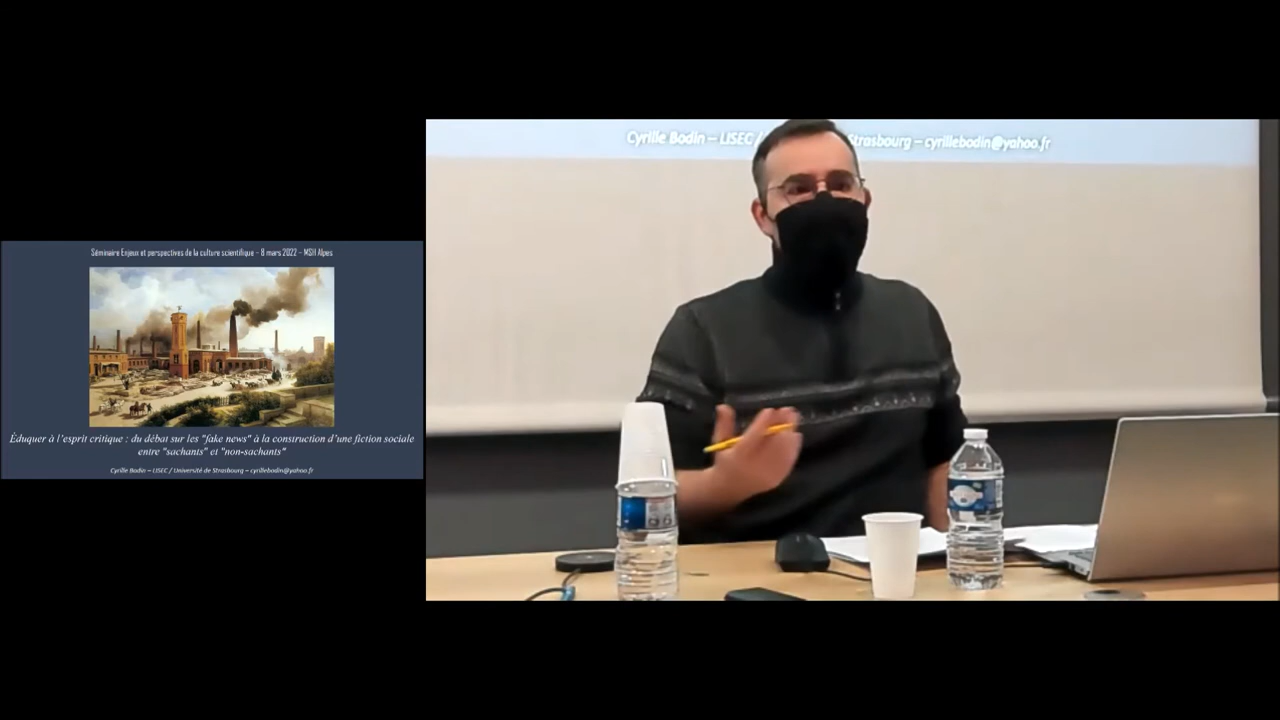 Séminaire Enjeux et perspectives de la culture scientifique – 8 mars 2022 – MSH Alpes
Éduquer à l'esprit critique : du débat sur les "fake news" à la construction d'une fiction sociale
entre "sachants" et "non-sachants"
Cyrille Bodin – LISEC / Université de Strasbourg – cyrillebodin@yahoo.fr
Cyrille Bodin – LISEC / Strasbourg – cyrillebodin@yahoo.fr